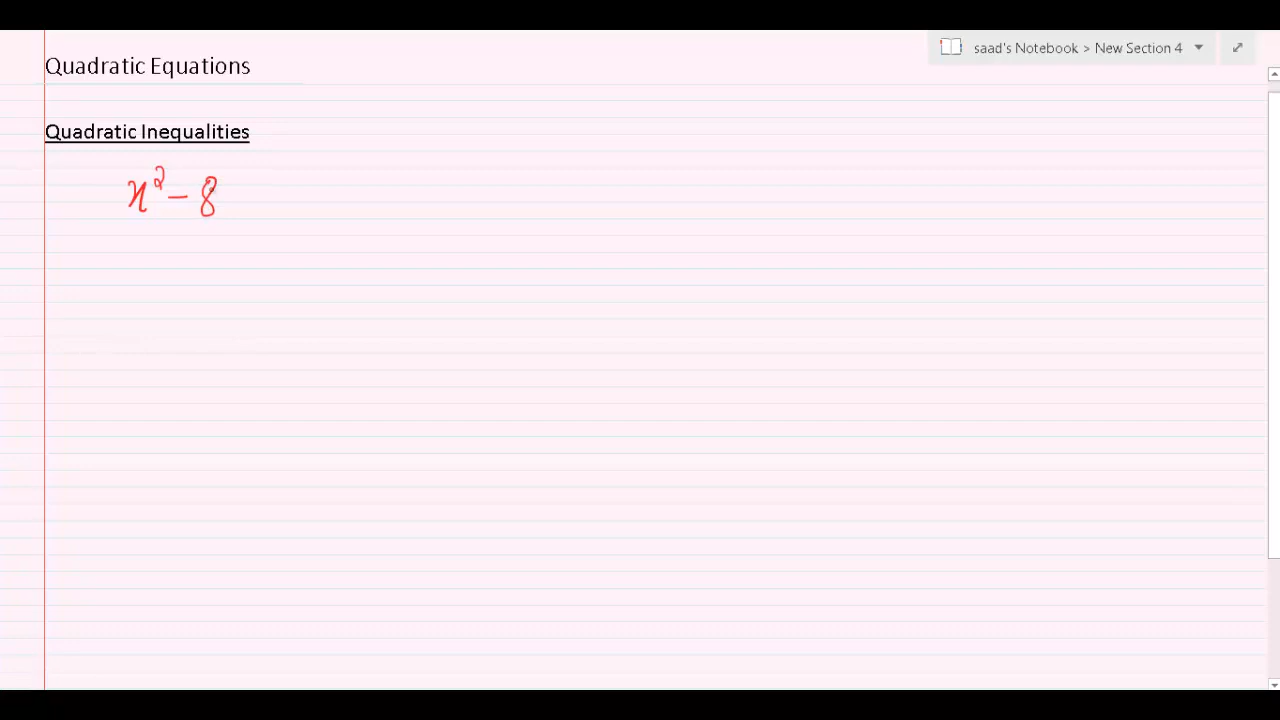 saad's Notebook > New Section 4
Quadratic Equations
Quadratic Inequalities
x² – 8